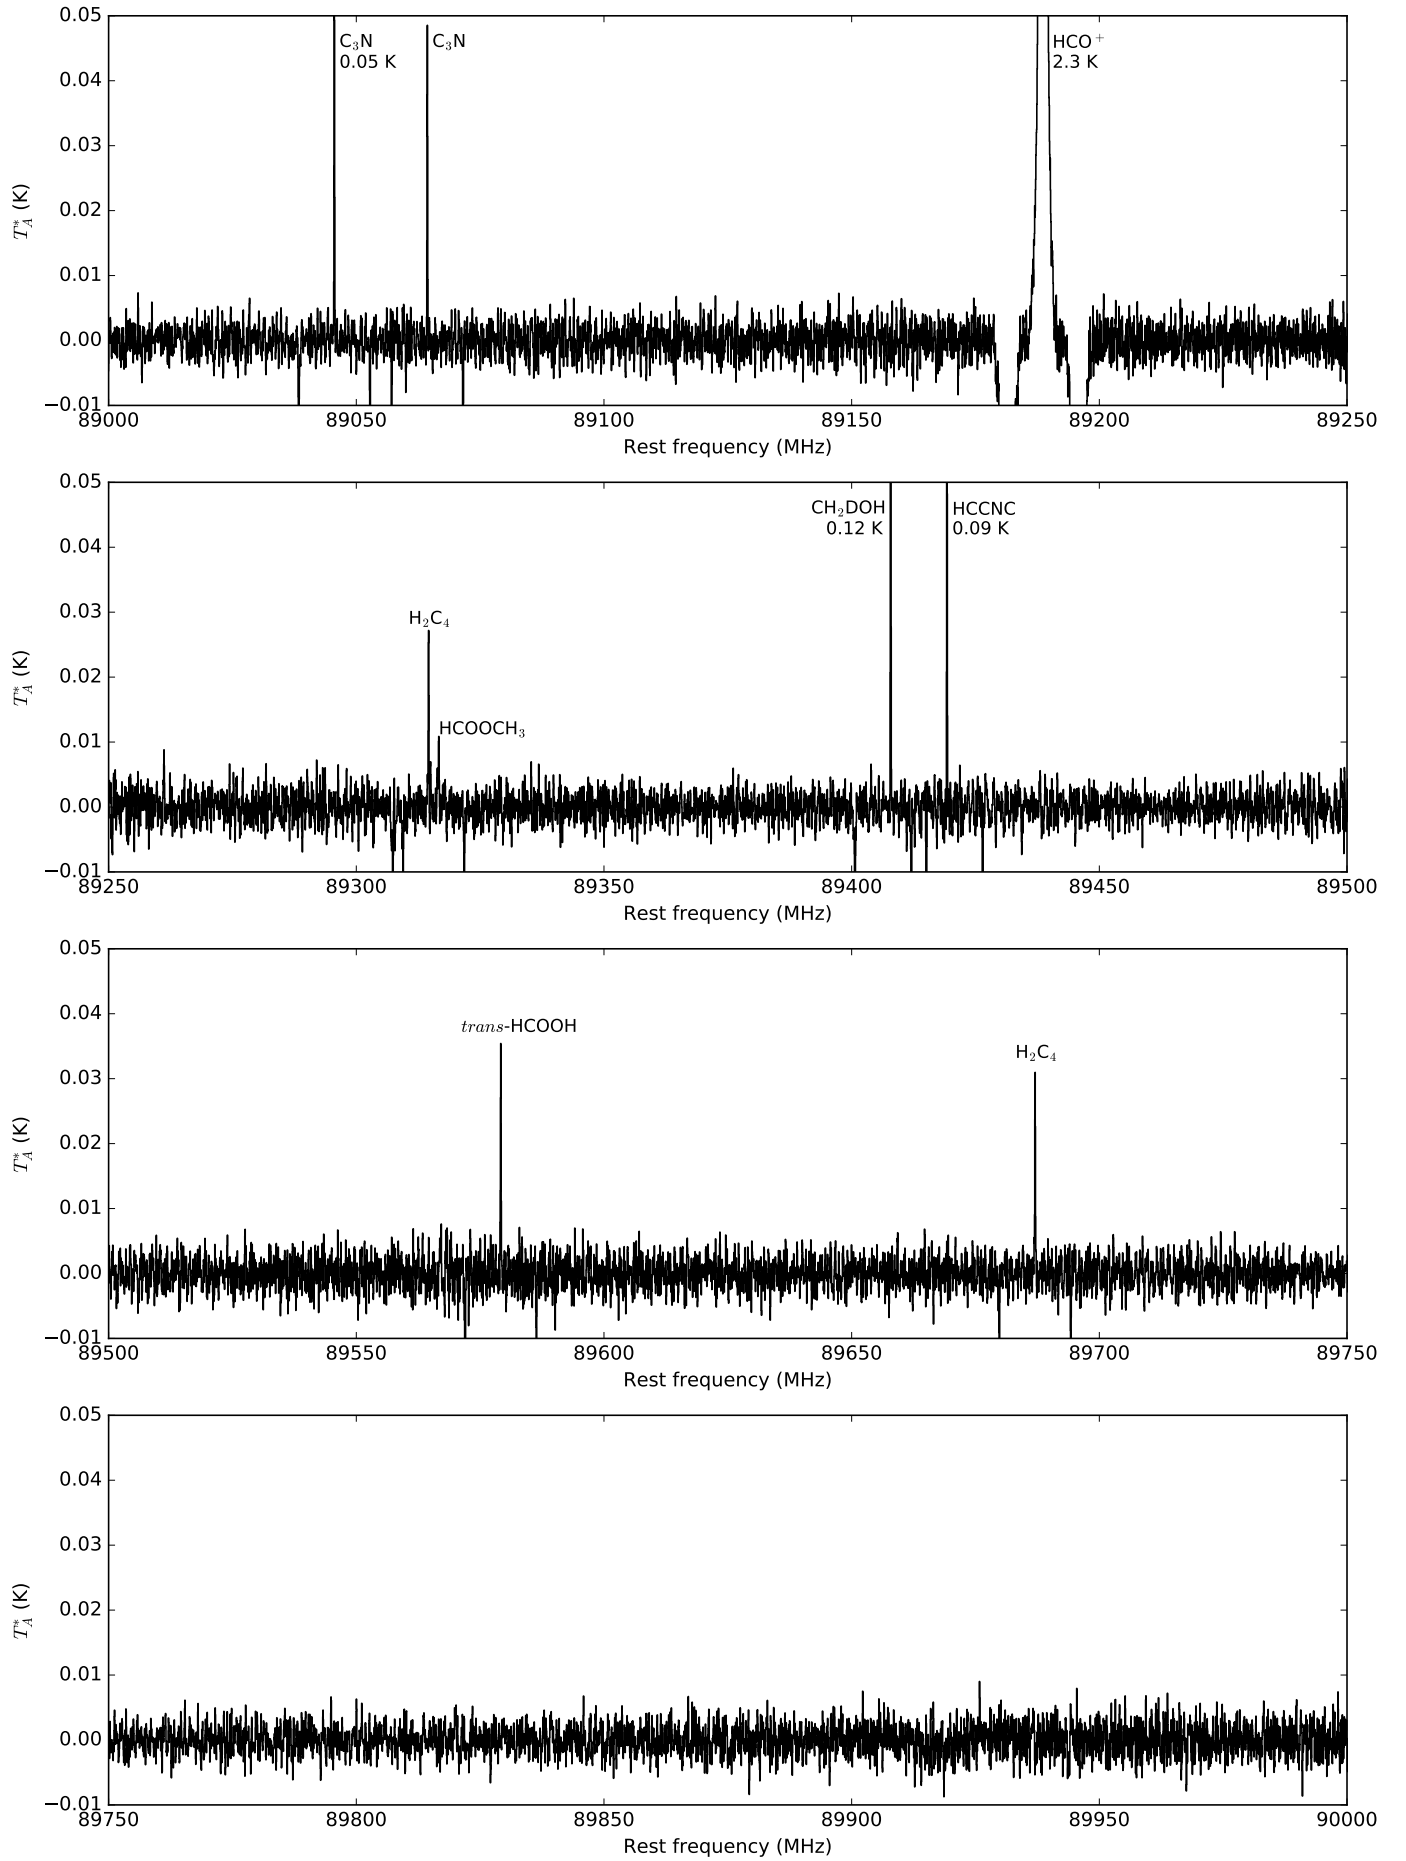 0.05
C₃N
0.05 K
C₃N
HCO⁺
2.3 K
0.04
0.03
0.02
0.01
0.00
−0.01
T*A (K)
89000 89050 89100 89150 89200 89250
Rest frequency (MHz)
0.05
CH₂DOH
0.12 K
HCCNC
0.09 K
0.04
0.03
H₂C₄
0.02
0.01
HCOOCH₃
0.00
−0.01
T*A (K)
89250 89300 89350 89400 89450 89500
Rest frequency (MHz)
0.05
0.04
trans-HCOOH
H₂C₄
0.03
0.02
0.01
0.00
−0.01
T*A (K)
89500 89550 89600 89650 89700 89750
Rest frequency (MHz)
0.05
0.04
0.03
0.02
0.01
0.00
−0.01
T*A (K)
89750 89800 89850 89900 89950 90000
Rest frequency (MHz)